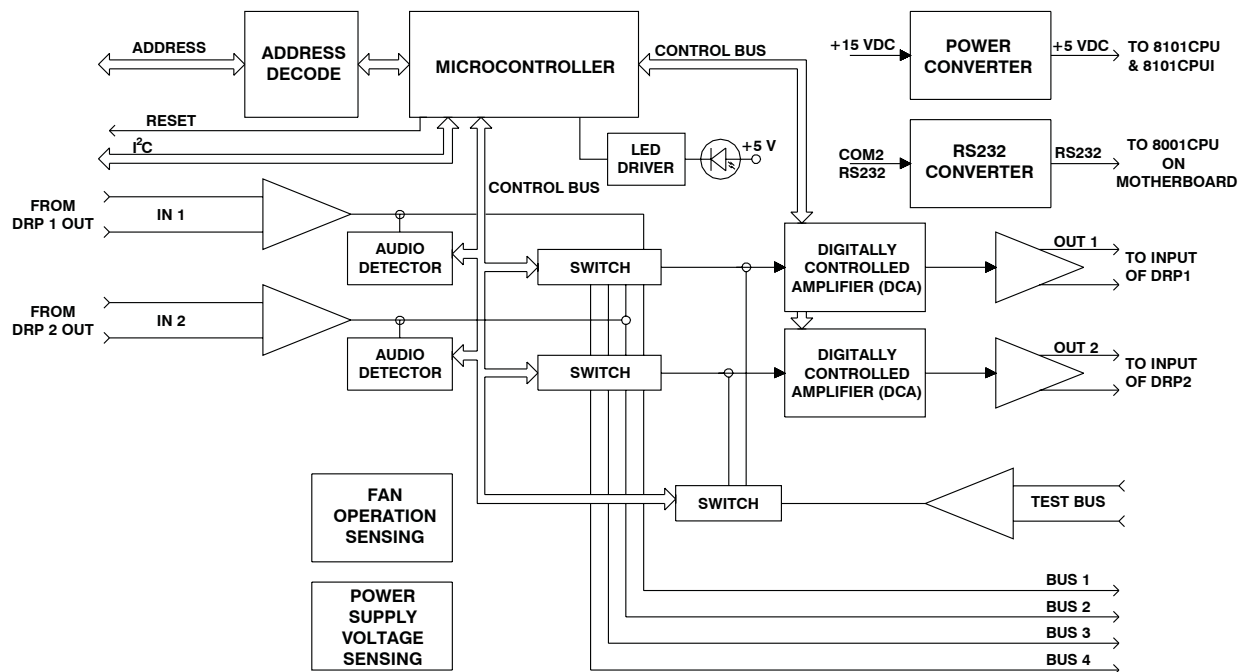 ADDRESS
ADDRESS
DECODE
MICROCONTROLLER
CONTROL BUS
+15 VDC
POWER
CONVERTER
+5 VDC
TO 8101CPU
& 8101CPUI
RESET
I²C
LED
DRIVER
+5 V
COM2
RS232
RS232
CONVERTER
RS232
TO 8001CPU
ON
MOTHERBOARD
CONTROL BUS
FROM
DRP 1 OUT
IN 1
AUDIO
DETECTOR
SWITCH
DIGITALLY
CONTROLLED
AMPLIFIER (DCA)
OUT 1
TO INPUT
OF DRP1
FROM
DRP 2 OUT
IN 2
AUDIO
DETECTOR
SWITCH
DIGITALLY
CONTROLLED
AMPLIFIER (DCA)
OUT 2
TO INPUT
OF DRP2
FAN
OPERATION
SENSING
SWITCH
TEST BUS
POWER
SUPPLY
VOLTAGE
SENSING
BUS 1
BUS 2
BUS 3
BUS 4